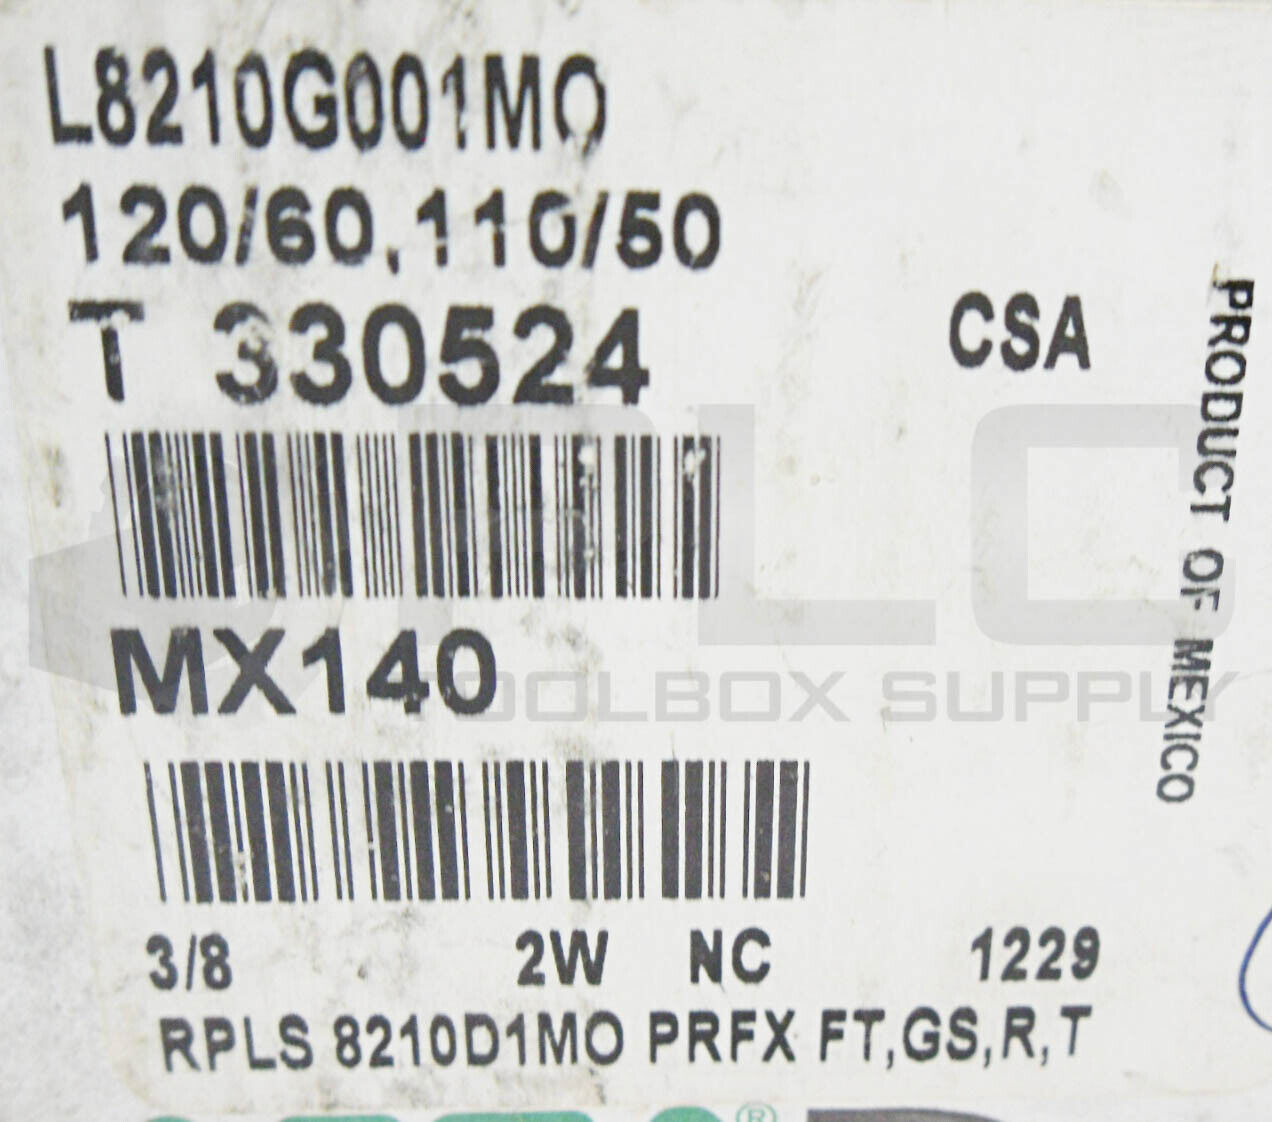 L8210G001MO
120/60,110/50
T 330524
CSA
PRODUCT OF MEXICO
PLC
TOOLBOX SUPPLY
MX140
3/8 2W NC 1229
RPLS 8210D1MO PRFX FT,GS,R,T
®